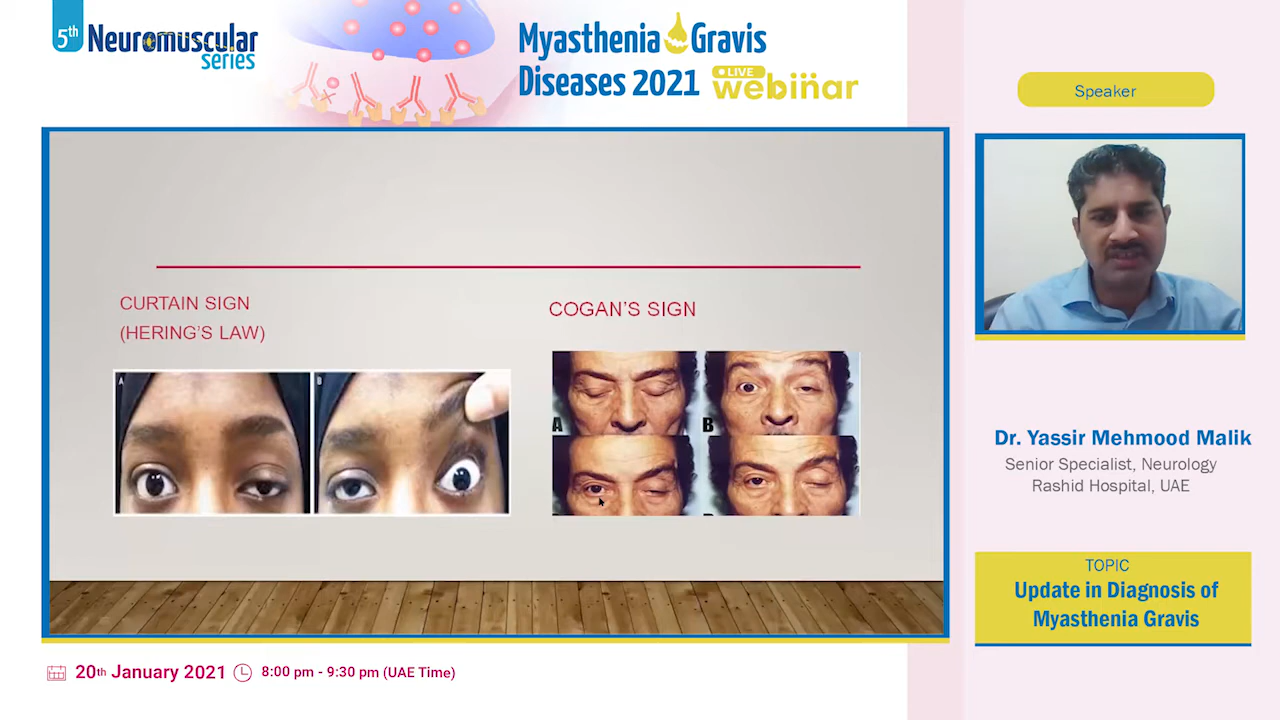 5th Neuromuscular
series
Myasthenia Gravis
Diseases 2021 LIVE webinar
Speaker
CURTAIN SIGN
(HERING'S LAW)
COGAN'S SIGN
A
B
A
B
Dr. Yassir Mehmood Malik
Senior Specialist, Neurology
Rashid Hospital, UAE
TOPIC
Update in Diagnosis of
Myasthenia Gravis
20th January 2021
8:00 pm - 9:30 pm (UAE Time)